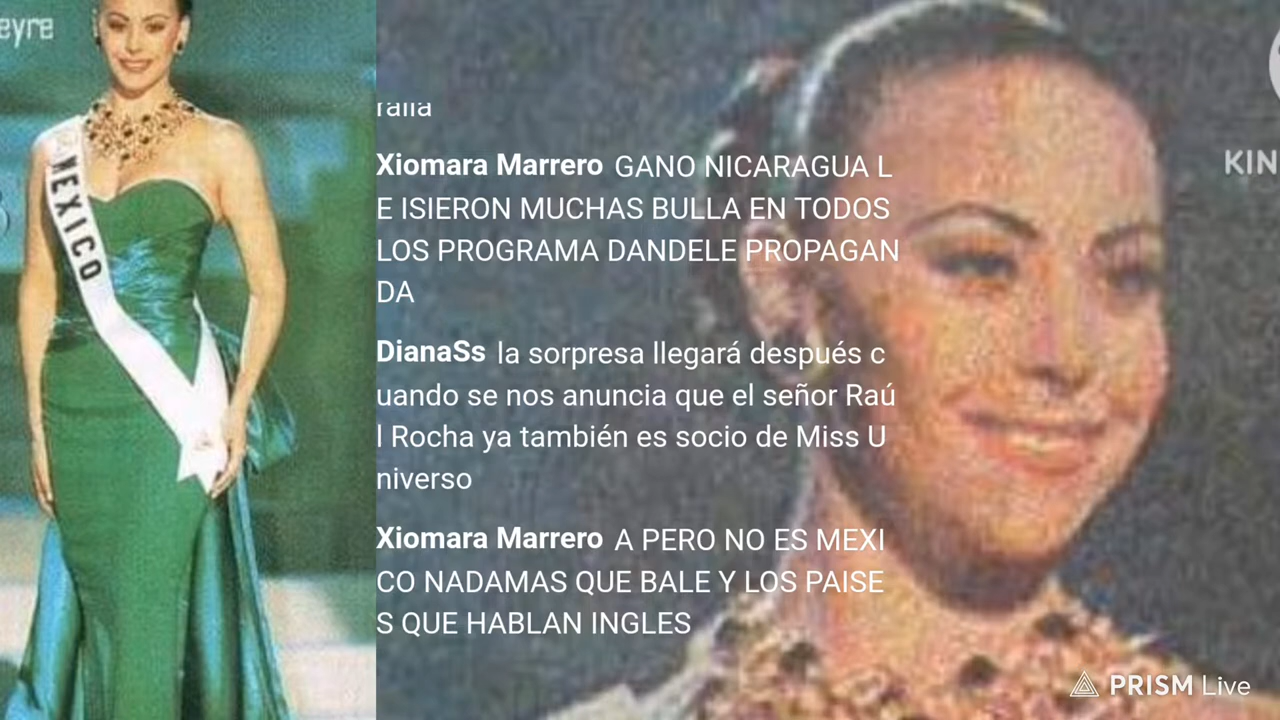 eyre
MEXICO
Xiomara Marrero GANO NICARAGUA L
E ISIERON MUCHAS BULLA EN TODOS
LOS PROGRAMA DANDELE PROPAGAN
DA
DianaSs la sorpresa llegará después c
uando se nos anuncia que el señor Raú
l Rocha ya también es socio de Miss U
niverso
Xiomara Marrero A PERO NO ES MEXI
CO NADAMAS QUE BALE Y LOS PAISE
S QUE HABLAN INGLES
KIN
PRISM Live